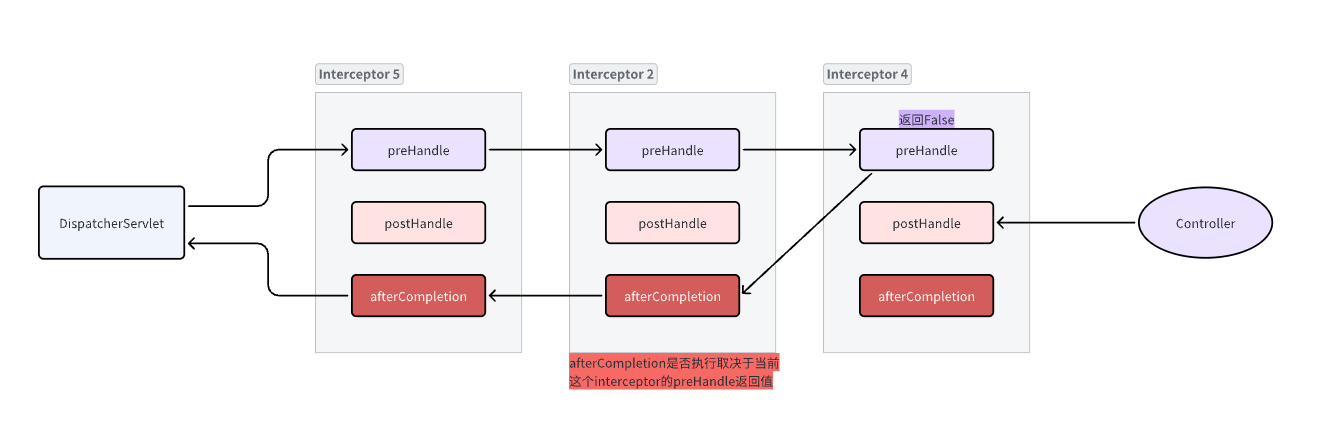 Interceptor 5
Interceptor 2
Interceptor 4
返回False
preHandle
preHandle
preHandle
DispatcherServlet
postHandle
postHandle
postHandle
Controller
afterCompletion
afterCompletion
afterCompletion
afterCompletion是否执行取决于当前
这个interceptor的preHandle返回值